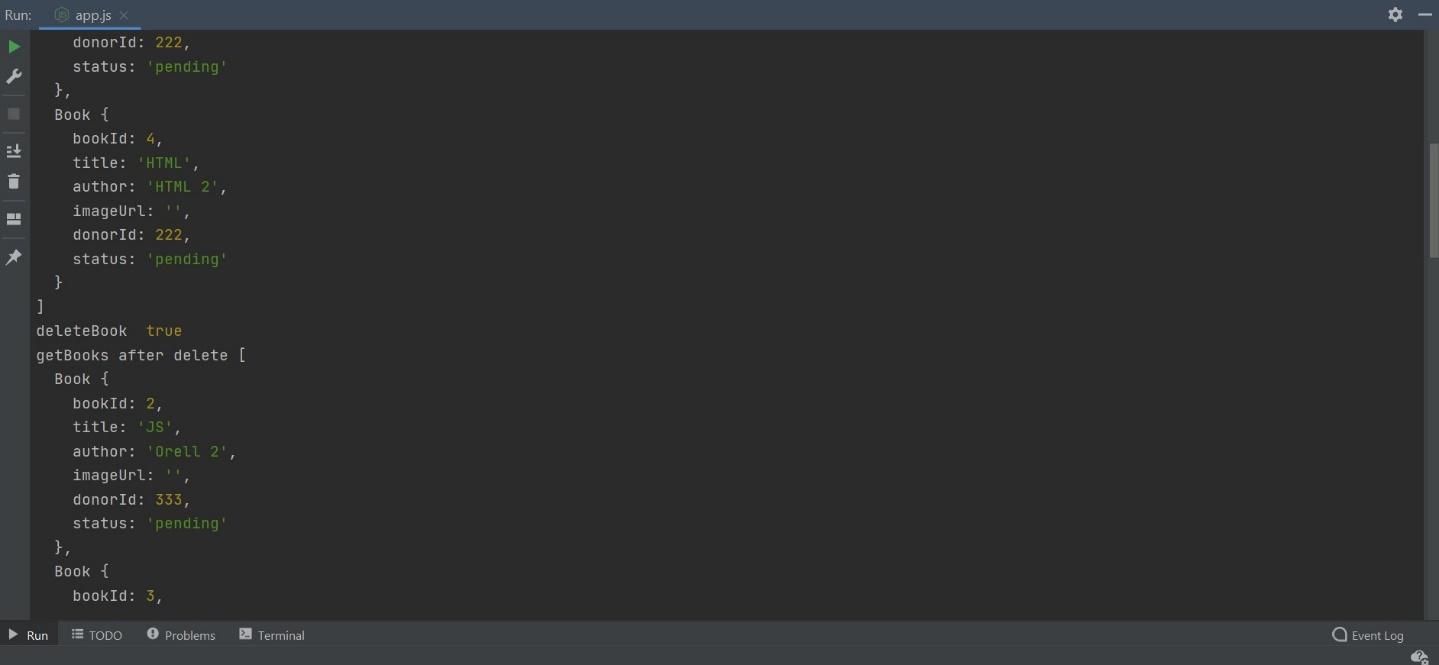 Run: app.js
    donorId: 222,
    status: 'pending'
  },
  Book {
    bookId: 4,
    title: 'HTML',
    author: 'HTML 2',
    imageUrl: '',
    donorId: 222,
    status: 'pending'
  }
]
deleteBook  true
getBooks after delete [
  Book {
    bookId: 2,
    title: 'JS',
    author: 'Orell 2',
    imageUrl: '',
    donorId: 333,
    status: 'pending'
  },
  Book {
    bookId: 3,
Run TODO Problems Terminal Event Log